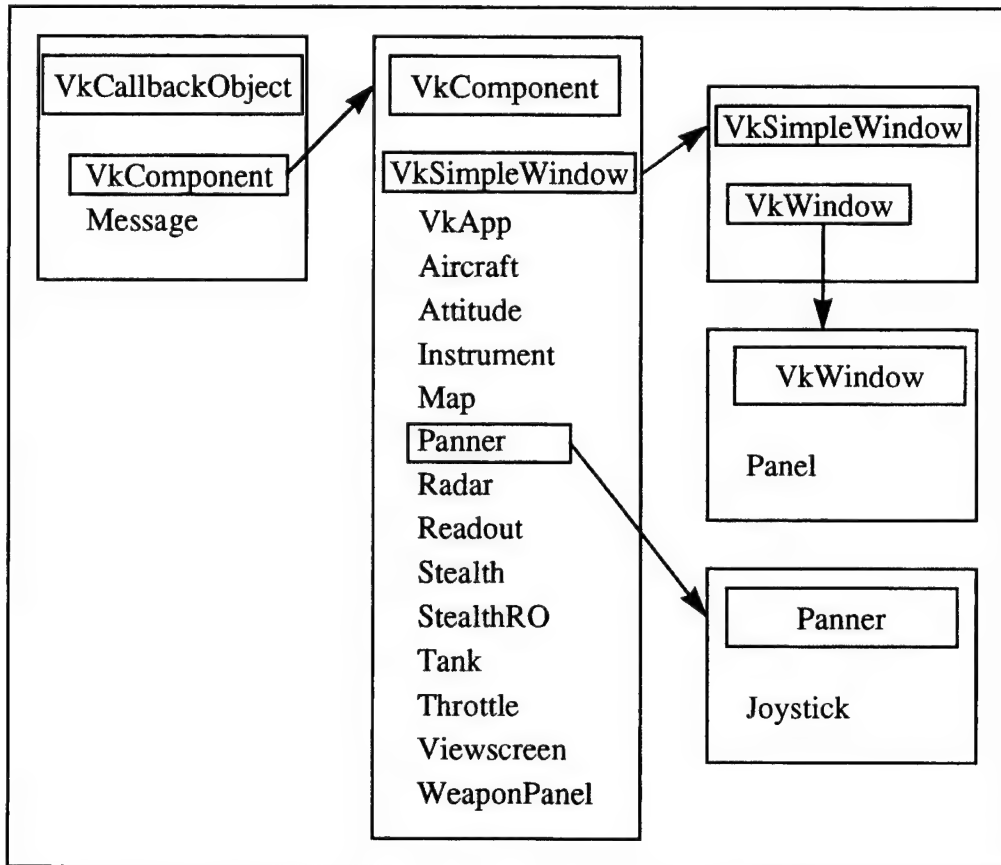 VkCallbackObject
VkComponent
Message
VkComponent
VkSimpleWindow
VkApp
Aircraft
Attitude
Instrument
Map
Panner
Radar
Readout
Stealth
StealthRO
Tank
Throttle
Viewscreen
WeaponPanel
VkSimpleWindow
VkWindow
VkWindow
Panel
Panner
Joystick